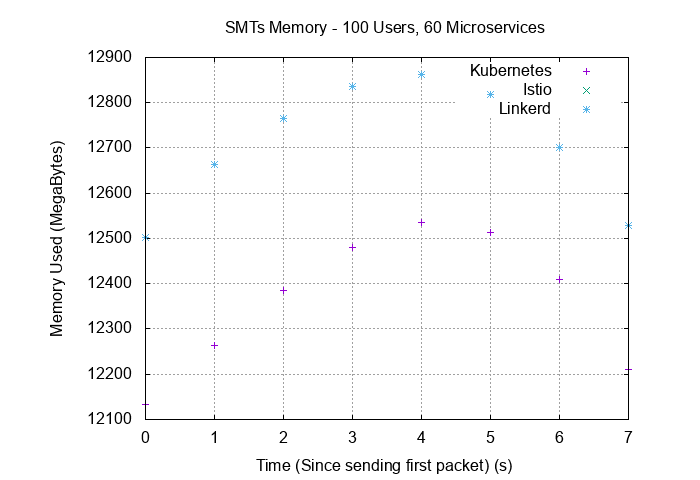 SMTs Memory - 100 Users, 60 Microservices
12900
12800
12700
12600
12500
12400
12300
12200
12100
Memory Used (MegaBytes)
Kubernetes
Istio
Linkerd
0 1 2 3 4 5 6 7
Time (Since sending first packet) (s)